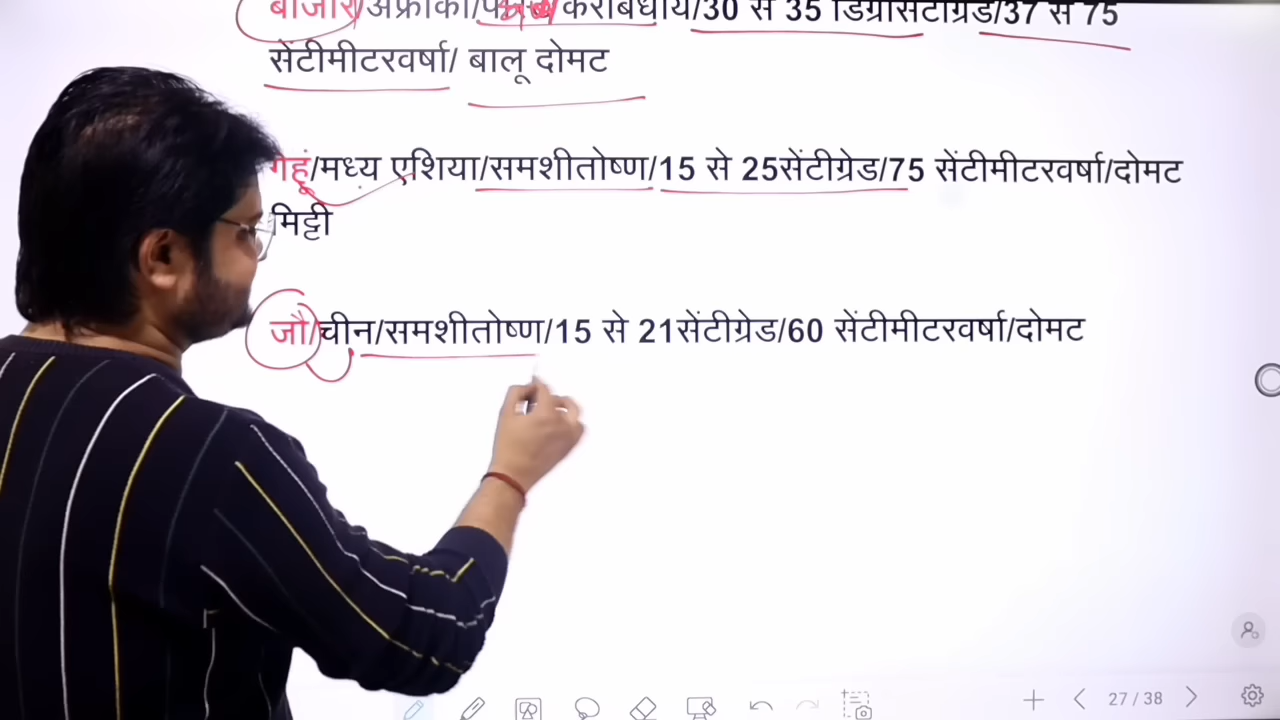 बाजरा/अफ्रीका/करीबधीय/30 से 35 डिग्रीसेंटीग्रेड/37 से 75
सेंटीमीटरवर्षा/ बालू दोमट
गेहूं/मध्य एशिया/समशीतोष्ण/15 से 25सेंटीग्रेड/75 सेंटीमीटरवर्षा/दोमट
मिट्टी
जौ/चीन/समशीतोष्ण/15 से 21सेंटीग्रेड/60 सेंटीमीटरवर्षा/दोमट
27/38